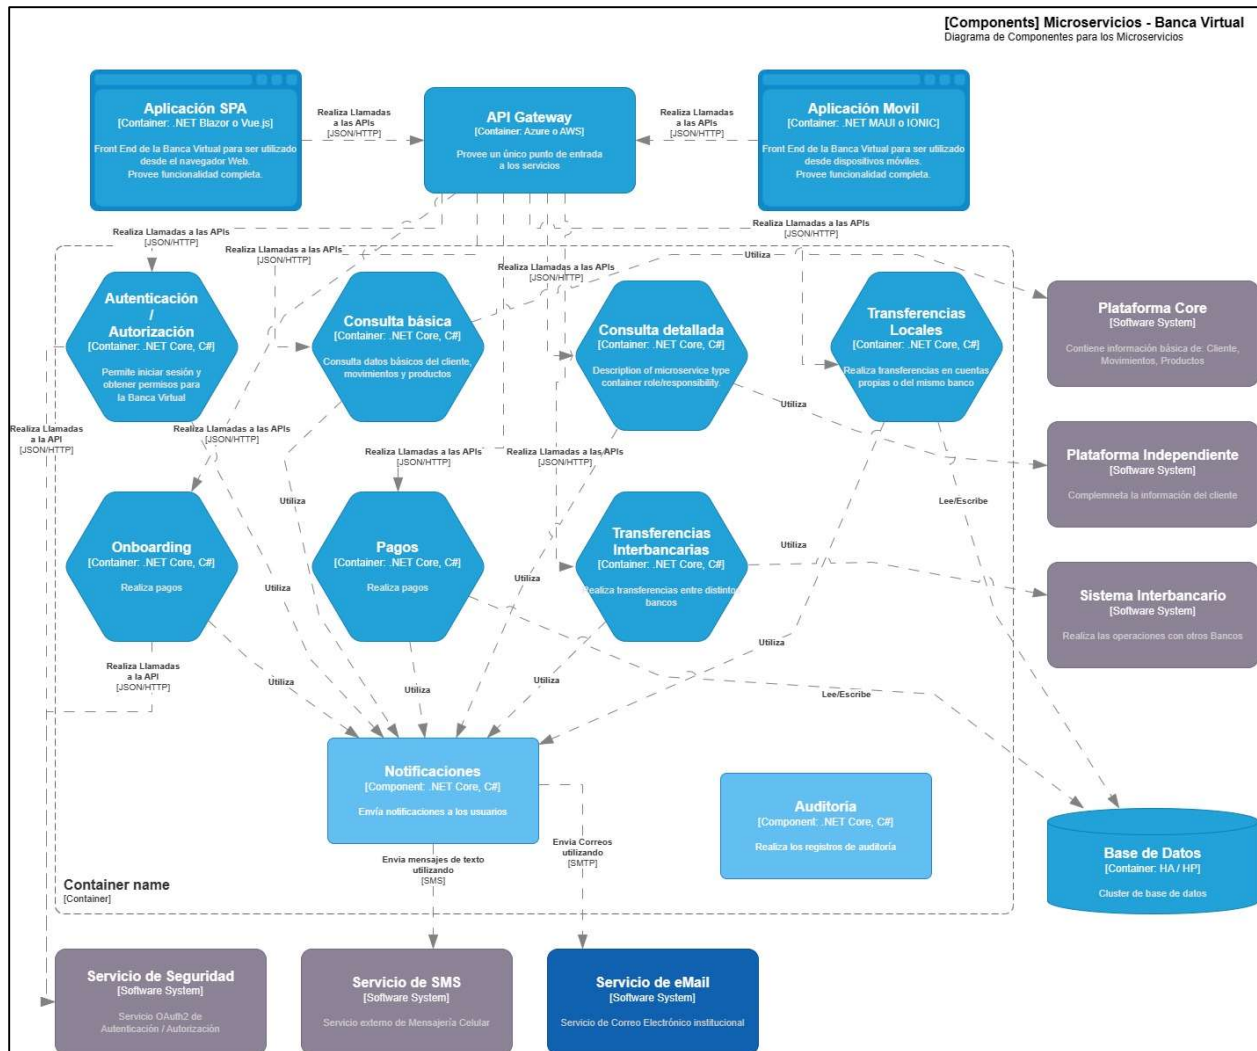 [Components] Microservicios - Banca Virtual
Diagrama de Componentes para los Microservicios
Aplicación SPA
[Container: .NET Blazor o Vue.js]
Front End de la Banca Virtual para ser utilizado
desde el navegador Web.
Provee funcionalidad completa.
Realiza Llamadas
a las APIs
[JSON/HTTP]
API Gateway
[Container: Azure o AWS]
Provee un único punto de entrada
a los servicios
Realiza Llamadas
a las APIs
[JSON/HTTP]
Aplicación Movil
[Container: .NET MAUI o IONIC]
Front End de la Banca Virtual para ser utilizado
desde dispositivos móviles.
Provee funcionalidad completa.
Realiza Llamadas a las APIs
[JSON/HTTP]
Realiza Llamadas a las APIs
[JSON/HTTP]
Realiza Llamadas a las APIs
[JSON/HTTP]
Utiliza
Realiza Llamadas a las APIs
[JSON/HTTP]
Autenticación
/
Autorización
[Container: .NET Core, C#]
Permite iniciar sesión y
obtener permisos para
la Banca Virtual
Consulta básica
[Container: .NET Core, C#]
Consulta datos básicos del cliente,
movimientos y productos
Consulta detallada
[Container: .NET Core, C#]
Description of microservice type
container role/responsibility.
Transferencias
Locales
[Container: .NET Core, C#]
Realiza transferencias en cuentas
propias o del mismo banco
Plataforma Core
[Software System]
Contiene información básica de: Cliente,
Movimientos, Productos
Utiliza
Realiza Llamadas
a la API
[JSON/HTTP]
Realiza Llamadas a las APIs
[JSON/HTTP]
Realiza Llamadas a las APIs
[JSON/HTTP]
Realiza Llamadas a las APIs
[JSON/HTTP]
Plataforma Independiente
[Software System]
Complemneta la información del cliente
Utiliza
Utiliza
Lee/Escribe
Onboarding
[Container: .NET Core, C#]
Realiza pagos
Pagos
[Container: .NET Core, C#]
Realiza pagos
Transferencias
Interbancarias
[Container: .NET Core, C#]
Realiza transferencias entre distintos
bancos
Utiliza
Utiliza
Sistema Interbancario
[Software System]
Realiza las operaciones con otros Bancos
Utiliza
Realiza Llamadas
a la API
[JSON/HTTP]
Utiliza
Utiliza
Utiliza
Lee/Escribe
Notificaciones
[Component: .NET Core, C#]
Envía notificaciones a los usuarios
Auditoria
[Component: .NET Core, C#]
Realiza los registros de auditoría
Envía mensajes de texto
utilizando
[SMS]
Envía Correos
utilizando
[SMTP]
Base de Datos
[Container: HA / HP]
Cluster de base de datos
Container name
[Container]
Servicio de Seguridad
[Software System]
Servicio OAuth2 de
Autenticación / Autorización
Servicio de SMS
[Software System]
Servicio externo de Mensajería Celular
Servicio de eMail
[Software System]
Servicio de Correo Electrónico institucional